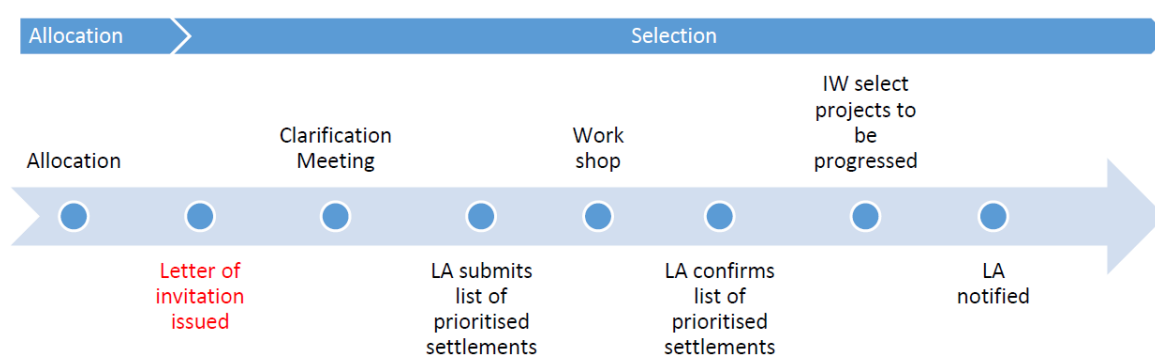 Allocation
Selection
Allocation
Letter of
invitation
issued
Clarification
Meeting
LA submits
list of
prioritised
settlements
Work
shop
LA confirms
list of
prioritised
settlements
IW select
projects to
be
progressed
LA
notified